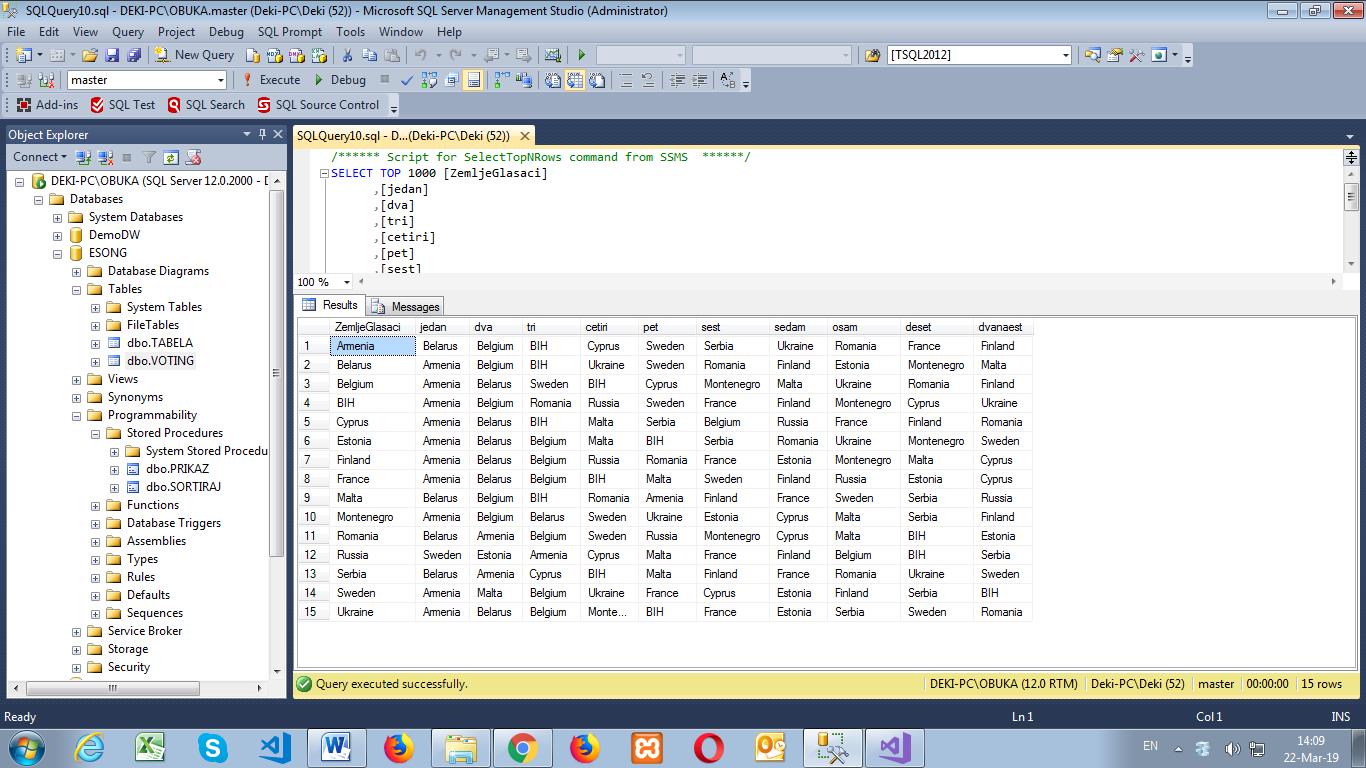 SQLQuery10.sql - DEKI-PC\OBUKA.master (Deki-PC\Deki (52)) - Microsoft SQL Server Management Studio (Administrator)
File Edit View Query Project Debug SQL Prompt Tools Window Help
New Query [TSQL2012]
master Execute Debug
Add-ins SQL Test SQL Search SQL Source Control
Object Explorer
Connect
DEKI-PC\OBUKA (SQL Server 12.0.2000 - D
Databases
System Databases
DemoDW
ESONG
Database Diagrams
Tables
System Tables
FileTables
dbo.TABELA
dbo.VOTING
Views
Synonyms
Programmability
Stored Procedures
System Stored Procedu
dbo.PRIKAZ
dbo.SORTIRAJ
Functions
Database Triggers
Assemblies
Types
Rules
Defaults
Sequences
Service Broker
Storage
Security
SQLQuery10.sql - D...(Deki-PC\Deki (52))
/****** Script for SelectTopNRows command from SSMS ******/
SELECT TOP 1000 [ZemljeGlasaci]
,[jedan]
,[dva]
,[tri]
,[cetiri]
,[pet]
,[sest]
100 %
Results Messages
ZemljeGlasaci jedan dva tri cetiri pet sest sedam osam deset dvanaest
1 Armenia Belarus Belgium BIH Cyprus Sweden Serbia Ukraine Romania France Finland
2 Belarus Armenia Belgium BIH Ukraine Sweden Romania Finland Estonia Montenegro Malta
3 Belgium Armenia Belarus Sweden BIH Cyprus Montenegro Malta Ukraine Romania Finland
4 BIH Armenia Belgium Romania Russia Sweden France Finland Montenegro Cyprus Ukraine
5 Cyprus Armenia Belarus BIH Malta Serbia Belgium Russia France Finland Romania
6 Estonia Armenia Belarus Belgium Malta BIH Serbia Romania Ukraine Montenegro Sweden
7 Finland Armenia Belarus Belgium Russia Romania France Estonia Montenegro Malta Cyprus
8 France Armenia Belarus Belgium BIH Malta Sweden Finland Russia Estonia Cyprus
9 Malta Belarus Belgium BIH Romania Armenia Finland France Sweden Serbia Russia
10 Montenegro Armenia Belgium Belarus Sweden Ukraine Estonia Cyprus Malta Serbia Finland
11 Romania Belarus Armenia Belgium Sweden Russia Montenegro Cyprus Malta BIH Estonia
12 Russia Sweden Estonia Armenia Cyprus Malta France Finland Belgium BIH Serbia
13 Serbia Belarus Armenia Cyprus BIH Malta Finland France Romania Ukraine Sweden
14 Sweden Armenia Malta Belgium Ukraine France Cyprus Estonia Finland Serbia BIH
15 Ukraine Armenia Belarus Belgium Monte... BIH France Estonia Serbia Sweden Romania
Query executed successfully. DEKI-PC\OBUKA (12.0 RTM) Deki-PC\Deki (52) master 00:00:00 15 rows
Ready Ln 1 Col 1 INS
EN 14:09
22-Mar-19